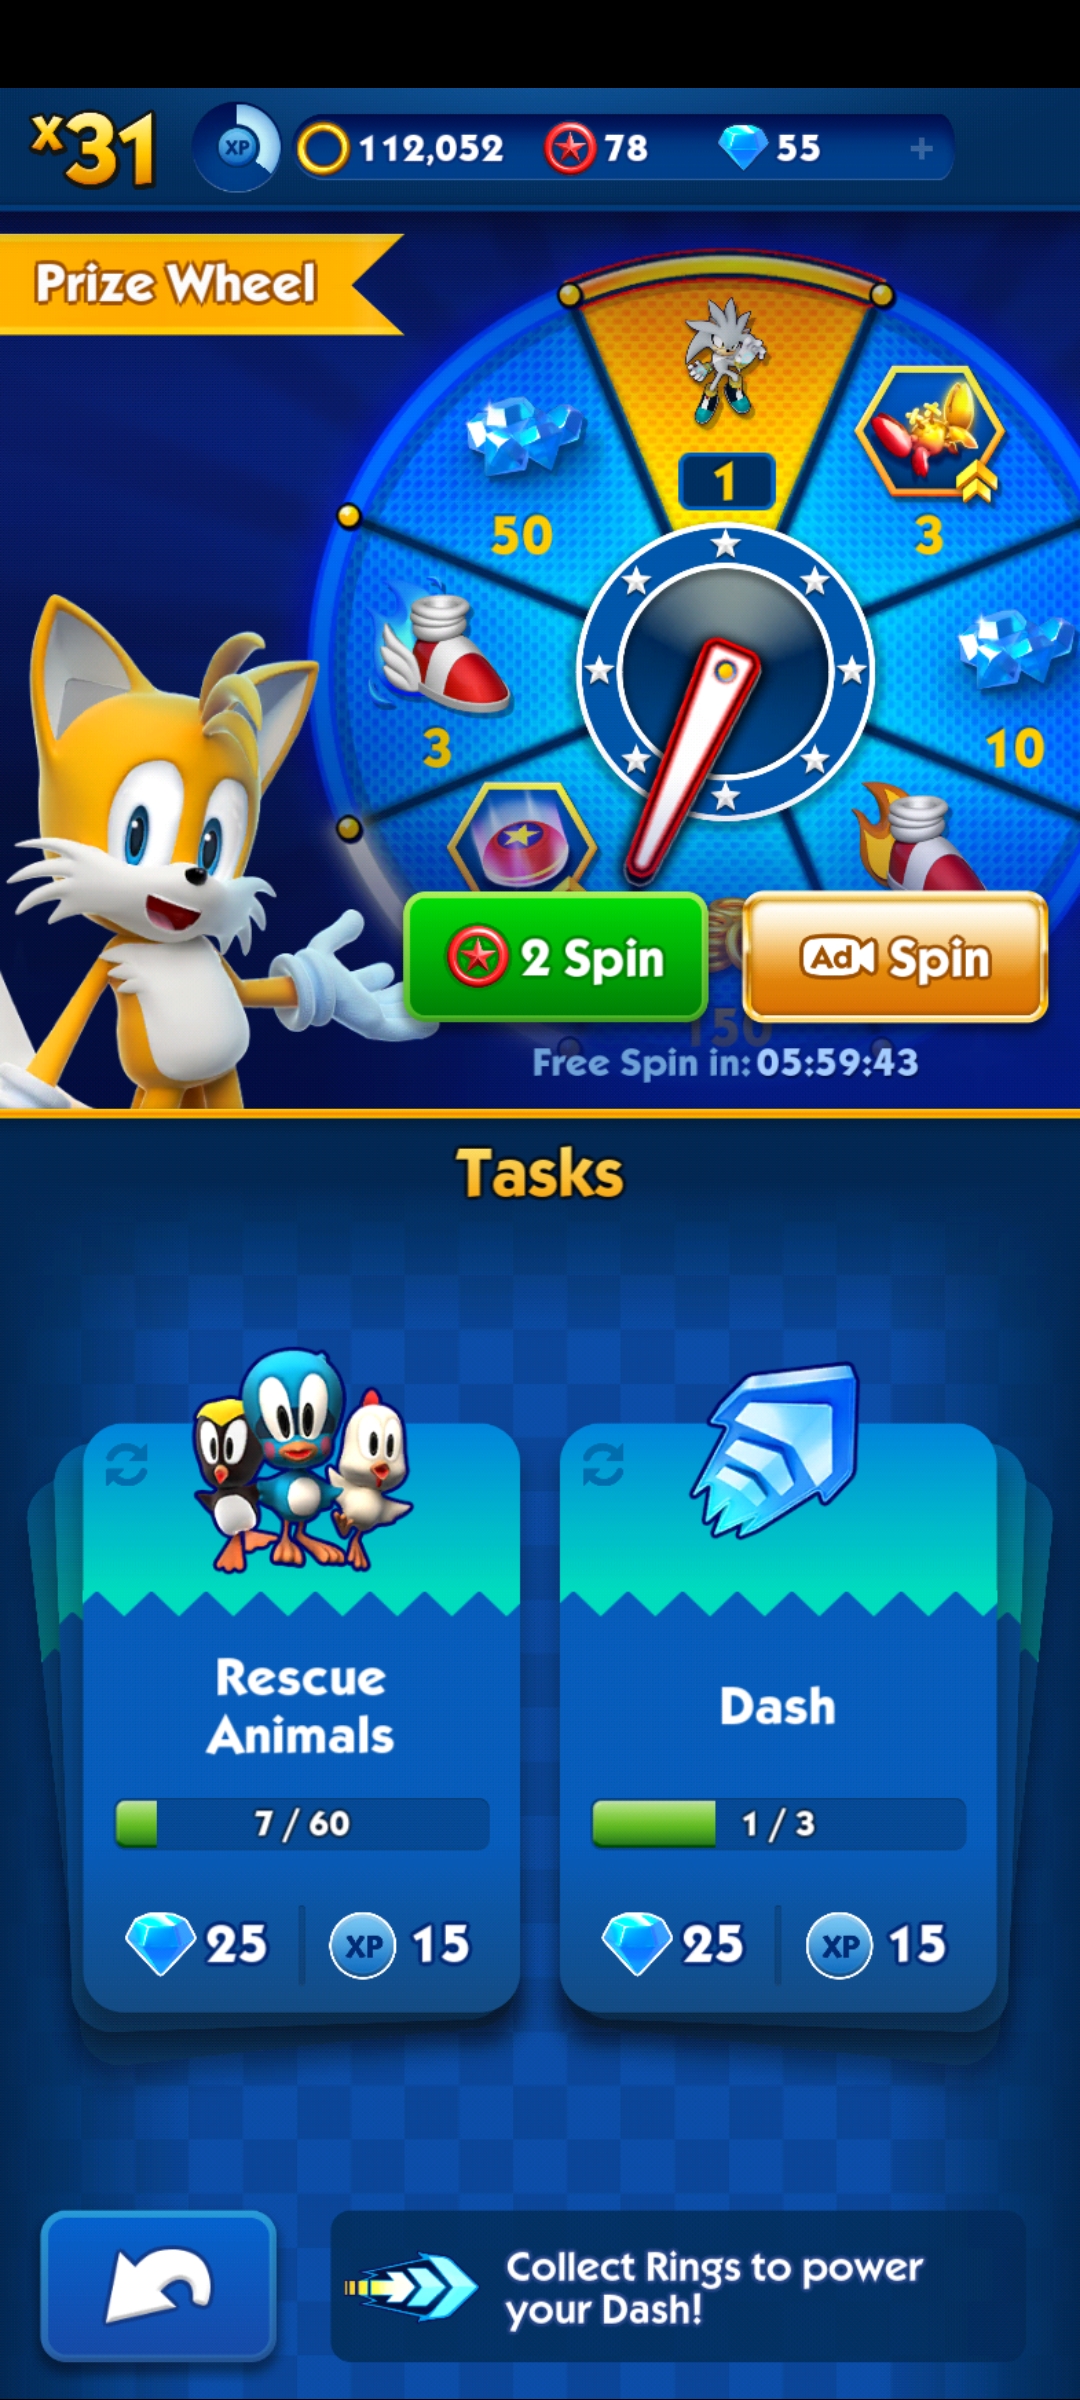 x31
XP
112,052
78
55
+
Prize Wheel
1
50
3
3
10
2 Spin
Ad Spin
150
Free Spin in: 05:59:43
Tasks
Rescue
Animals
7 / 60
25
XP
15
Dash
1 / 3
25
XP
15
Collect Rings to power
your Dash!